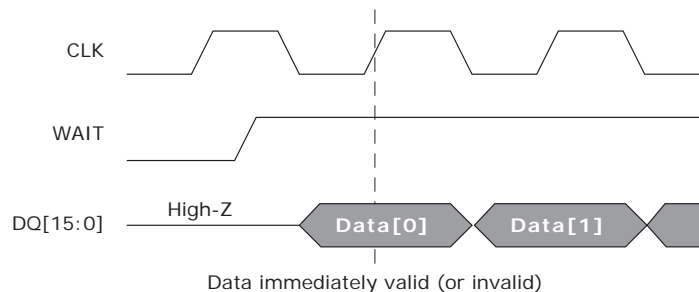 CLK
WAIT
DQ[15:0]
High-Z
Data[0]
Data[1]
Data immediately valid (or invalid)